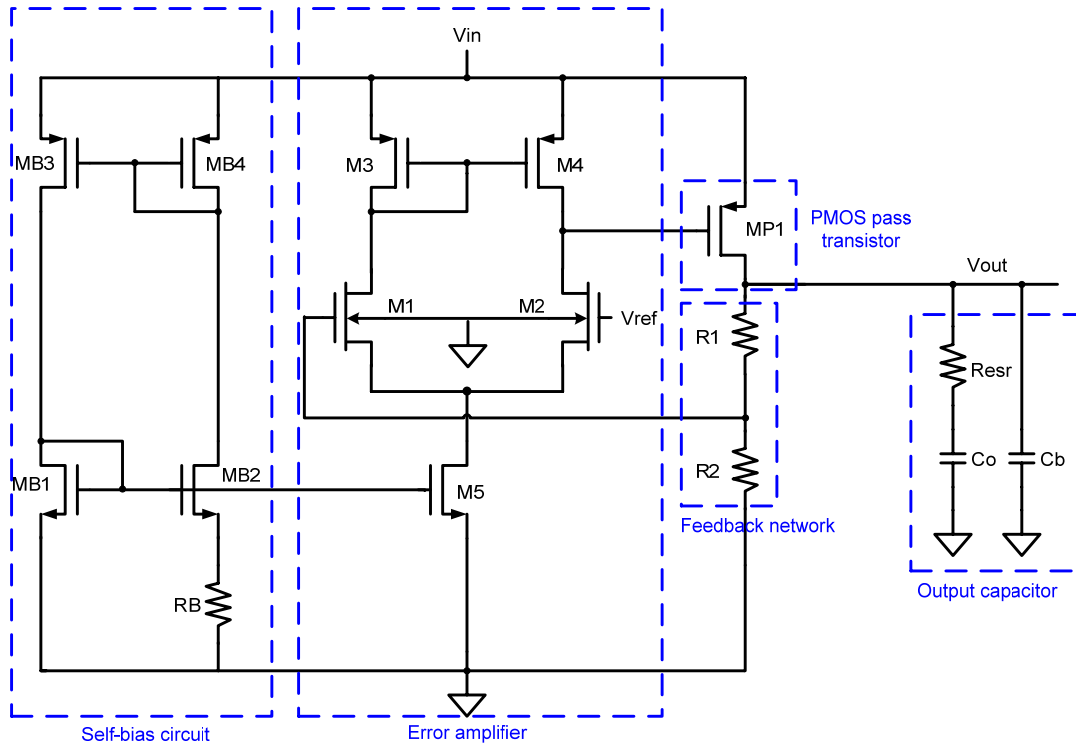 Vin
MB3
MB4
M3
M4
MP1
PMOS pass
transistor
Vout
M1
M2
Vref
R1
Resr
MB1
MB2
M5
R2
Co
Cb
Feedback network
RB
Output capacitor
Self-bias circuit
Error amplifier